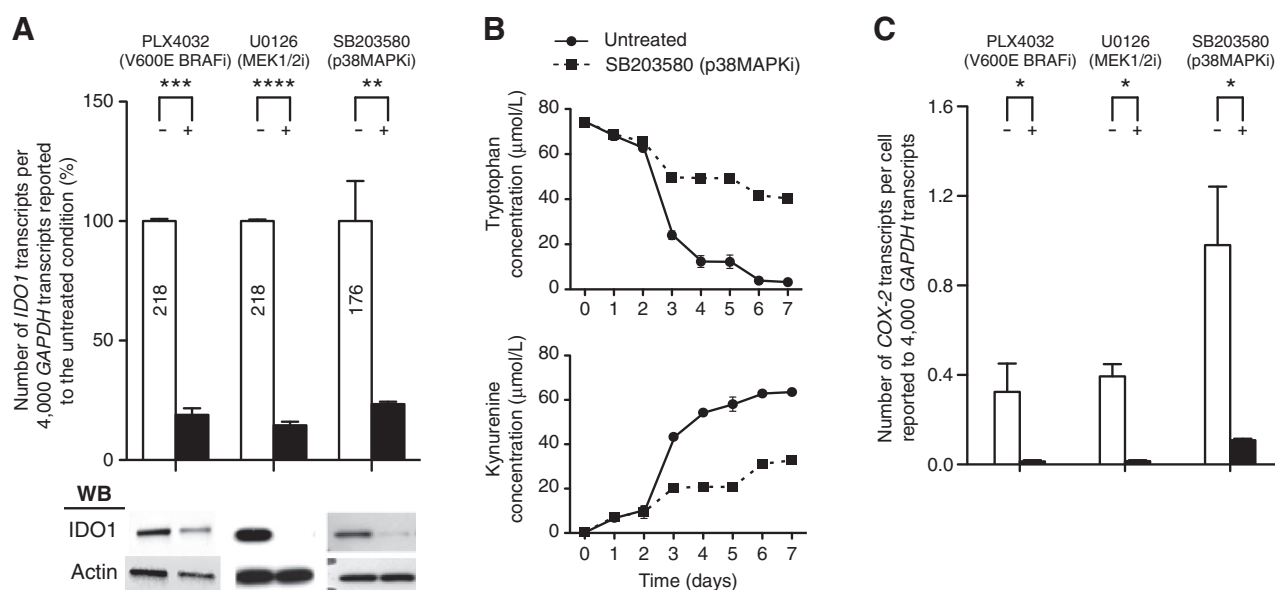 A
PLX4032
(V600E BRAFi)
U0126
(MEK1/2i)
SB203580
(p38MAPKi)
***
****
**
– +
– +
– +
Number of IDO1 transcripts per
4,000 GAPDH transcripts reported
to the untreated condition (%)
150
100
50
0
218
218
176
WB
IDO1
Actin
B
Untreated
SB203580 (p38MAPKi)
Tryptophan
concentration (μmol/L)
80
60
40
20
0
0 1 2 3 4 5 6 7
Kynurenine
concentration (μmol/L)
80
60
40
20
0
0 1 2 3 4 5 6 7
Time (days)
C
PLX4032
(V600E BRAFi)
U0126
(MEK1/2i)
SB203580
(p38MAPKi)
*
*
*
– +
– +
– +
Number of COX-2 transcripts per cell
reported to 4,000 GAPDH transcripts
1.6
1.2
0.8
0.4
0.0